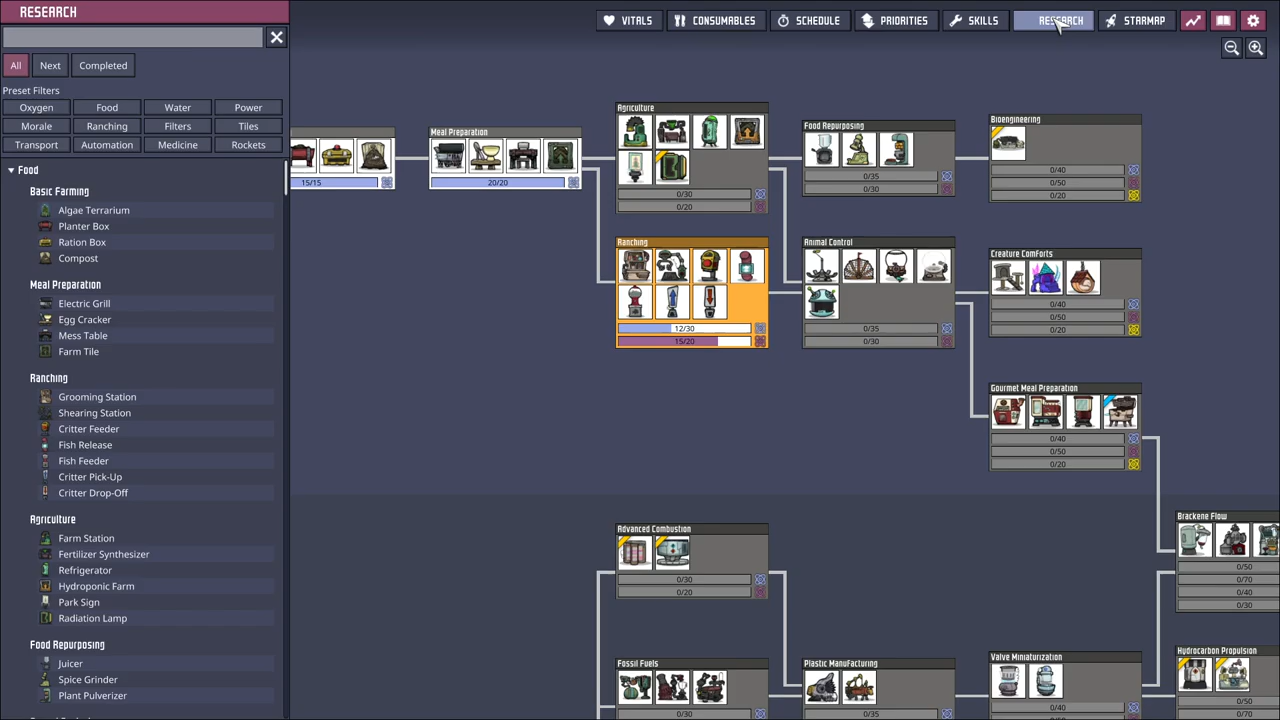 RESEARCH
VITALS
CONSUMABLES
SCHEDULE
PRIORITIES
SKILLS
RESEARCH
STARMAP
All
Next
Completed
Preset Filters
Oxygen
Food
Water
Power
Morale
Ranching
Filters
Tiles
Transport
Automation
Medicine
Rockets
Food
Basic Farming
Algae Terrarium
Planter Box
Ration Box
Compost
Meal Preparation
Electric Grill
Egg Cracker
Mess Table
Farm Tile
Ranching
Grooming Station
Shearing Station
Critter Feeder
Fish Release
Fish Feeder
Critter Pick-Up
Critter Drop-Off
Agriculture
Farm Station
Fertilizer Synthesizer
Refrigerator
Hydroponic Farm
Park Sign
Radiation Lamp
Food Repurposing
Juicer
Spice Grinder
Plant Pulverizer
15/15
Meal Preparation
20/20
Agriculture
0/30
0/20
Food Repurposing
0/35
0/30
Bioengineering
0/40
0/50
0/20
Ranching
12/30
15/20
Animal Control
0/35
0/30
Creature Comforts
0/40
0/50
0/20
Gourmet Meal Preparation
0/40
0/50
0/20
Brackene Flow
0/50
0/70
0/40
0/30
Advanced Combustion
0/30
0/20
Fossil Fuels
0/30
Plastic Manufacturing
0/35
Valve Miniaturization
0/40
Hydrocarbon Propulsion
0/50
0/70